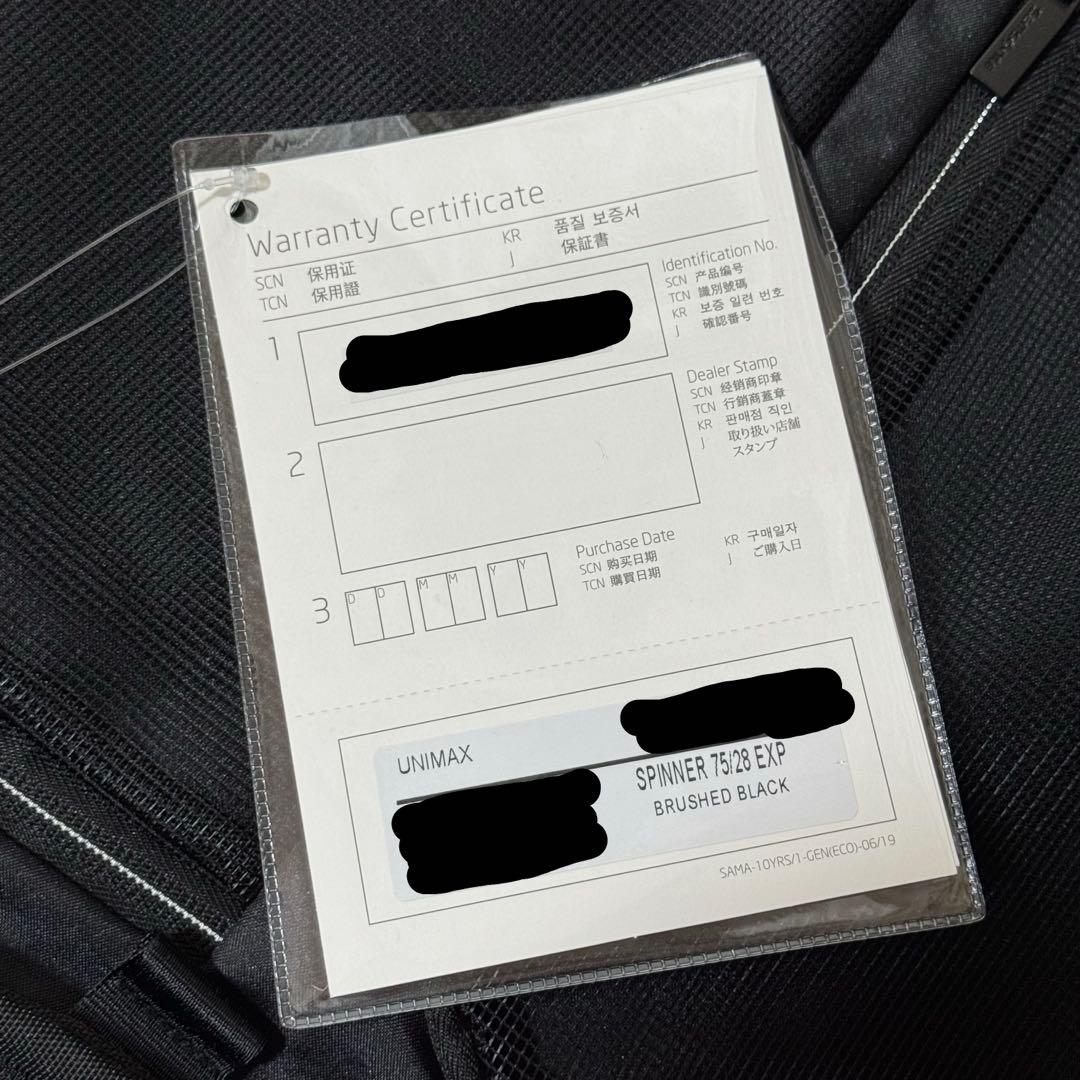 Warranty Certificate
SCN 保用证
TCN 保用證
KR 품질 보증서
J 保証書
1
Identification No.
SCN 产品编号
TCN 識別號碼
KR 보증 일련 번호
J 確認番号
2
Dealer Stamp
SCN 经销商印章
TCN 行銷商蓋章
KR 판매점 직인
J 取り扱い店舗
スタンプ
3
D D M M Y Y
Purchase Date
SCN 购买日期
TCN 購買日期
KR 구매일자
J ご購入日
UNIMAX
SPINNER 75/28 EXP
BRUSHED BLACK
SAMA-10YRS/1-GEN(ECO)-06/19